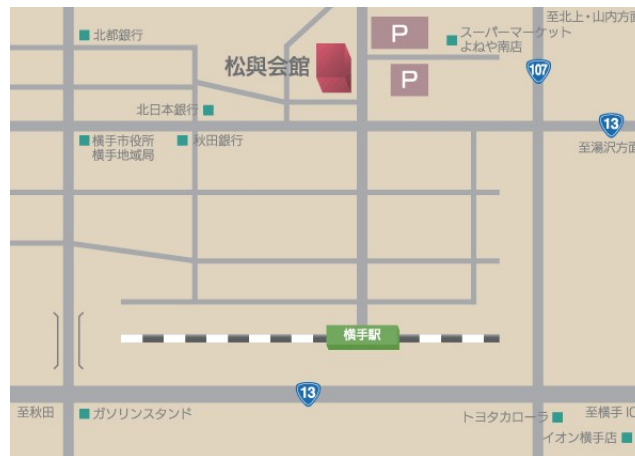 至北上・山内方面
北都銀行
スーパーマーケット
よねや南店
P
松與会館
107
P
北日本銀行
13
横手市役所
横手地域局
秋田銀行
至湯沢方面
横手駅
13
至秋田
ガソリンスタンド
トヨタカローラ
至横手IC
イオン横手店